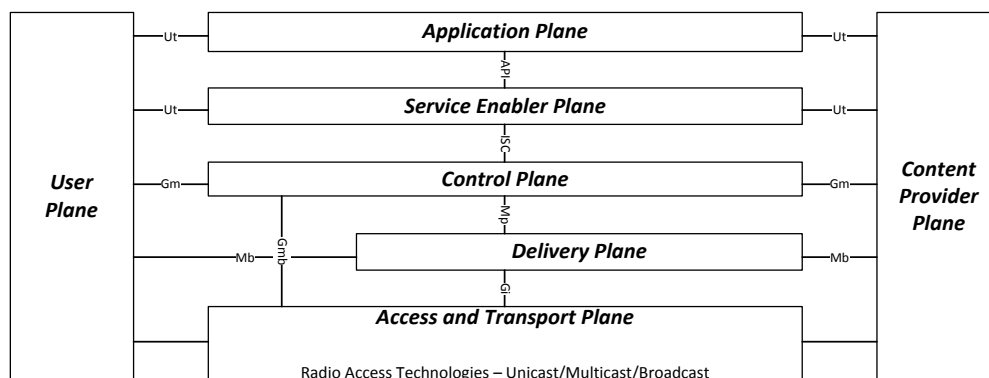 Application Plane
Ut
Ut
API
Service Enabler Plane
Ut
Ut
ISC
User
Plane
Control Plane
Gm
Gm
Content
Provider
Plane
Mp
Gmb
Delivery Plane
Mb
Mb
Gi
Access and Transport Plane
Radio Access Technologies – Unicast/Multicast/Broadcast